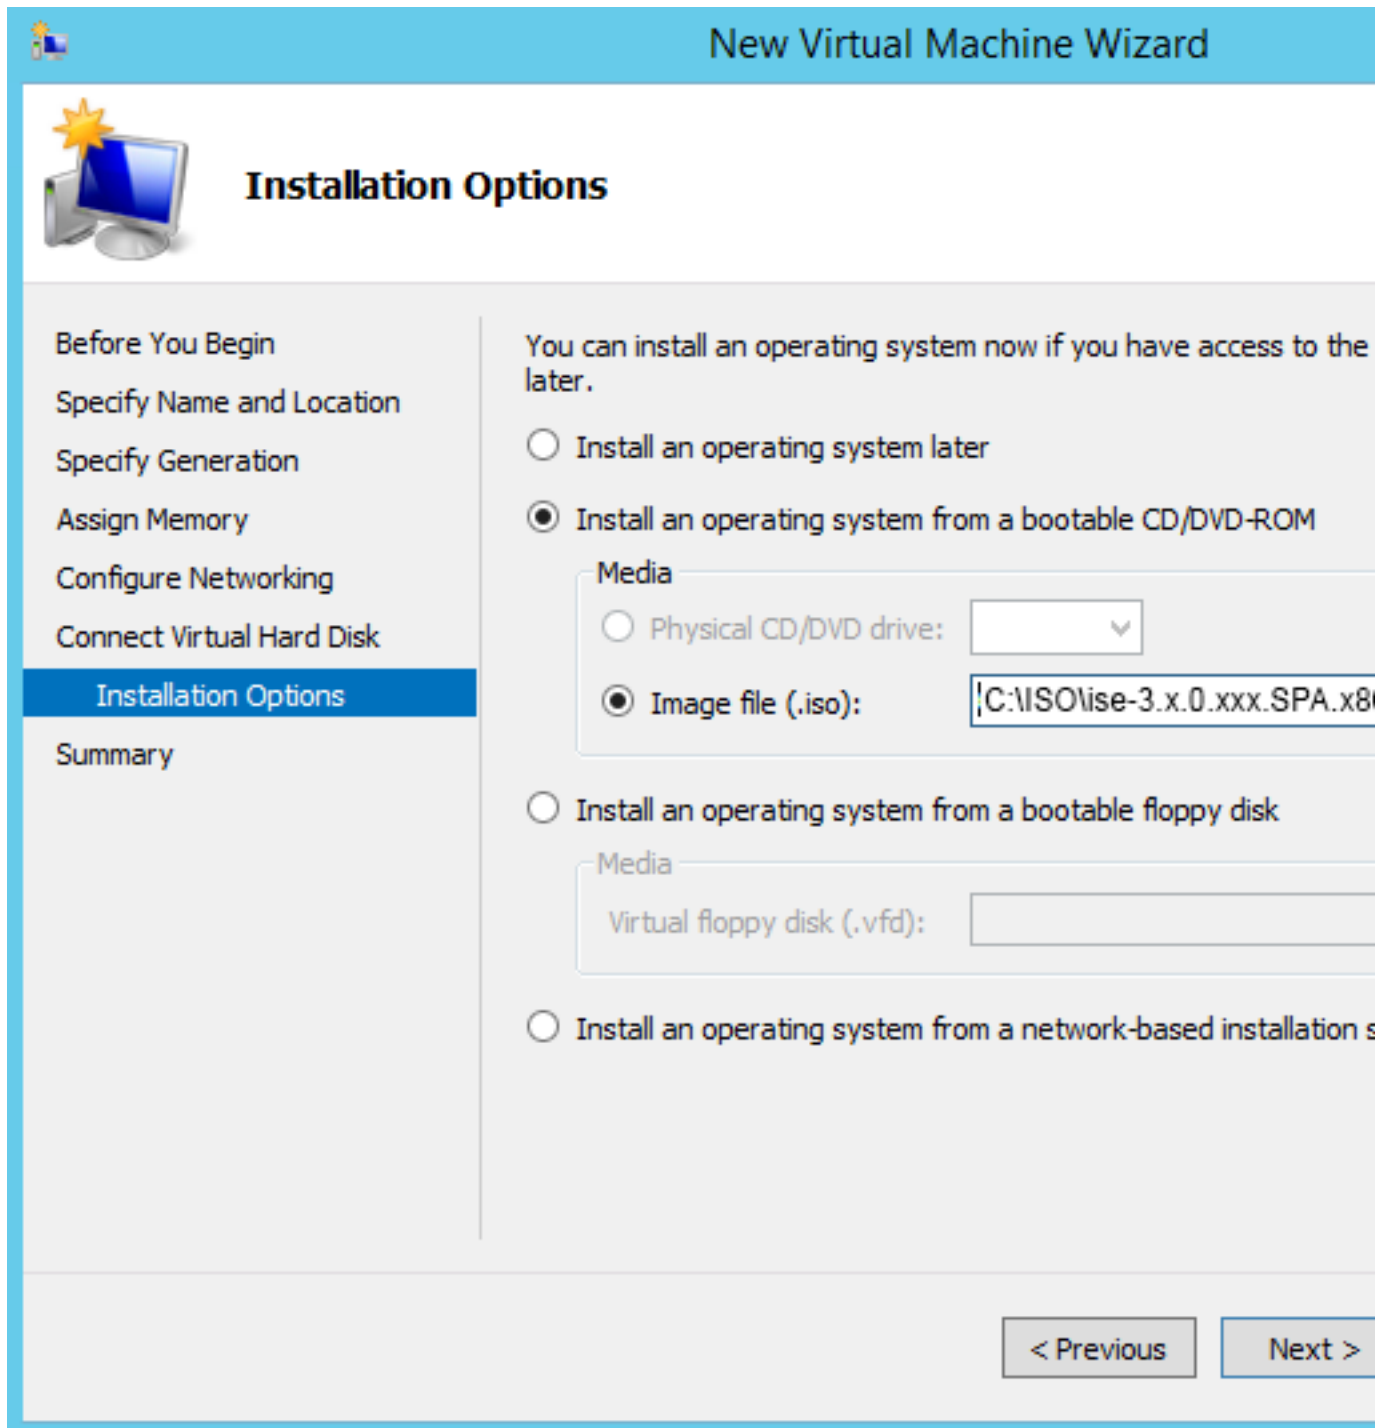 New Virtual Machine Wizard
Installation Options
Before You Begin
Specify Name and Location
Specify Generation
Assign Memory
Configure Networking
Connect Virtual Hard Disk
Installation Options
Summary
You can install an operating system now if you have access to the
later.
Install an operating system later
Install an operating system from a bootable CD/DVD-ROM
Media
Physical CD/DVD drive:
Image file (.iso):
C:\ISO\ise-3.x.0.xxx.SPA.x8
Install an operating system from a bootable floppy disk
Media
Virtual floppy disk (.vfd):
Install an operating system from a network-based installation
< Previous
Next >